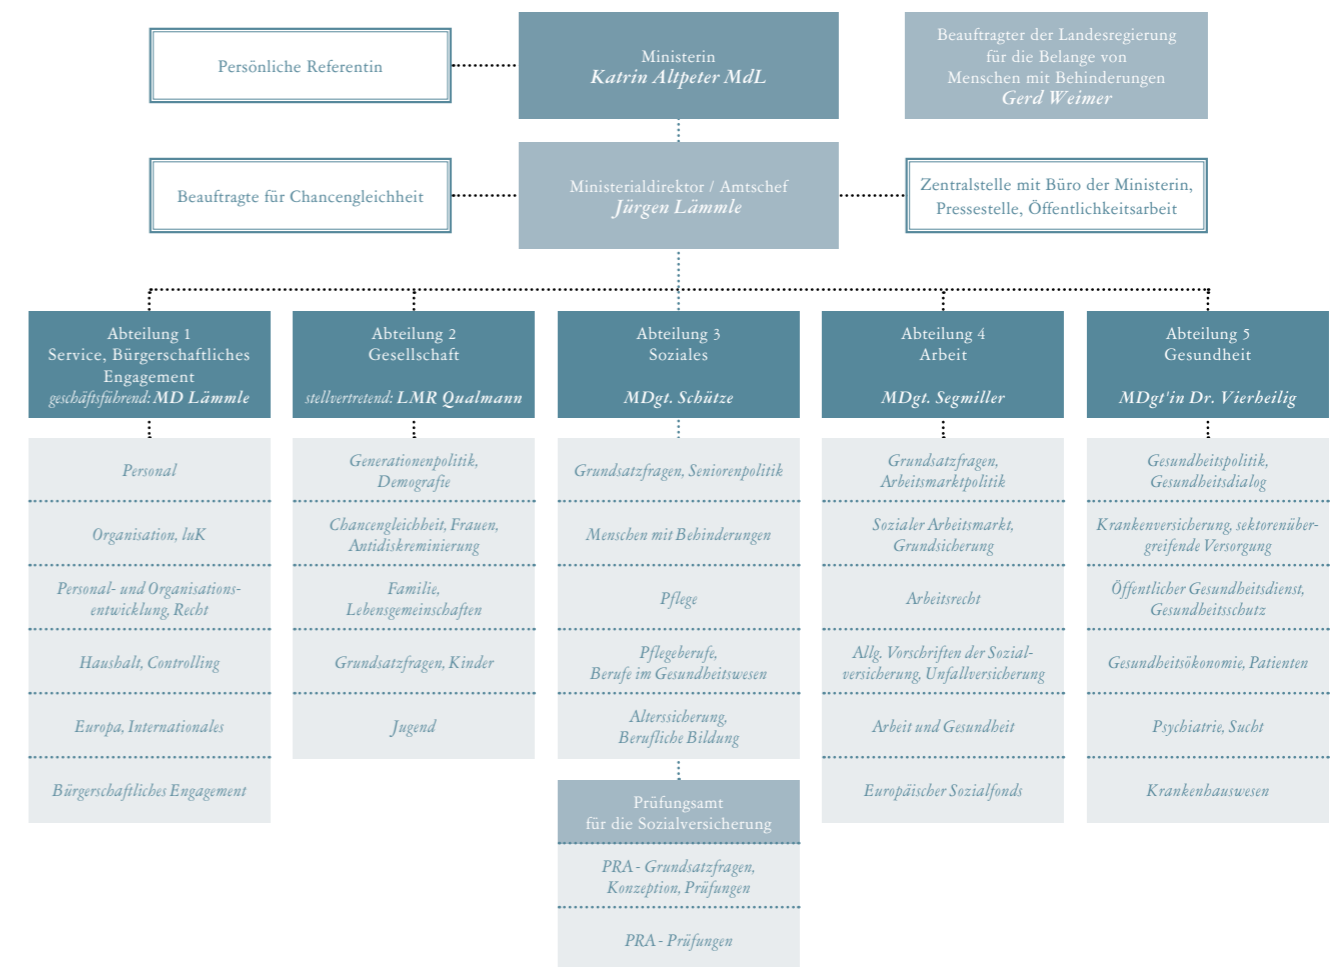 Persönliche Referentin
Ministerin
Katrin Altpeter MdL
Beauftragter der Landesregierung
für die Belange von
Menschen mit Behinderungen
Gerd Weimer
Beauftragte für Chancengleichheit
Ministerialdirektor / Amtschef
Jürgen Lämmle
Zentralstelle mit Büro der Ministerin,
Pressestelle, Öffentlichkeitsarbeit
Abteilung 1
Service, Bürgerschaftliches
Engagement
geschäftsführend: MD Lämmle
Personal
Organisation, IuK
Personal- und Organisations-
entwicklung, Recht
Haushalt, Controlling
Europa, Internationales
Bürgerschaftliches Engagement
Abteilung 2
Gesellschaft
stellvertretend: LMR Qualmann
Generationenpolitik,
Demografie
Chancengleichheit, Frauen,
Antidiskreminierung
Familie,
Lebensgemeinschaften
Grundsatzfragen, Kinder
Jugend
Abteilung 3
Soziales
MDgt. Schütze
Grundsatzfragen, Seniorenpolitik
Menschen mit Behinderungen
Pflege
Pflegeberufe,
Berufe im Gesundheitswesen
Alterssicherung,
Berufliche Bildung
Prüfungsamt
für die Sozialversicherung
PRA - Grundsatzfragen,
Konzeption, Prüfungen
PRA - Prüfungen
Abteilung 4
Arbeit
MDgt. Segmiller
Grundsatzfragen,
Arbeitsmarktpolitik
Sozialer Arbeitsmarkt,
Grundsicherung
Arbeitsrecht
Allg. Vorschriften der Sozial-
versicherung, Unfallversicherung
Arbeit und Gesundheit
Europäischer Sozialfonds
Abteilung 5
Gesundheit
MDgt'in Dr. Vierheilig
Gesundheitspolitik,
Gesundheitsdialog
Krankenversicherung, sektorenüber-
greifende Versorgung
Öffentlicher Gesundheitsdienst,
Gesundheitsschutz
Gesundheitsökonomie, Patienten
Psychiatrie, Sucht
Krankenhauswesen